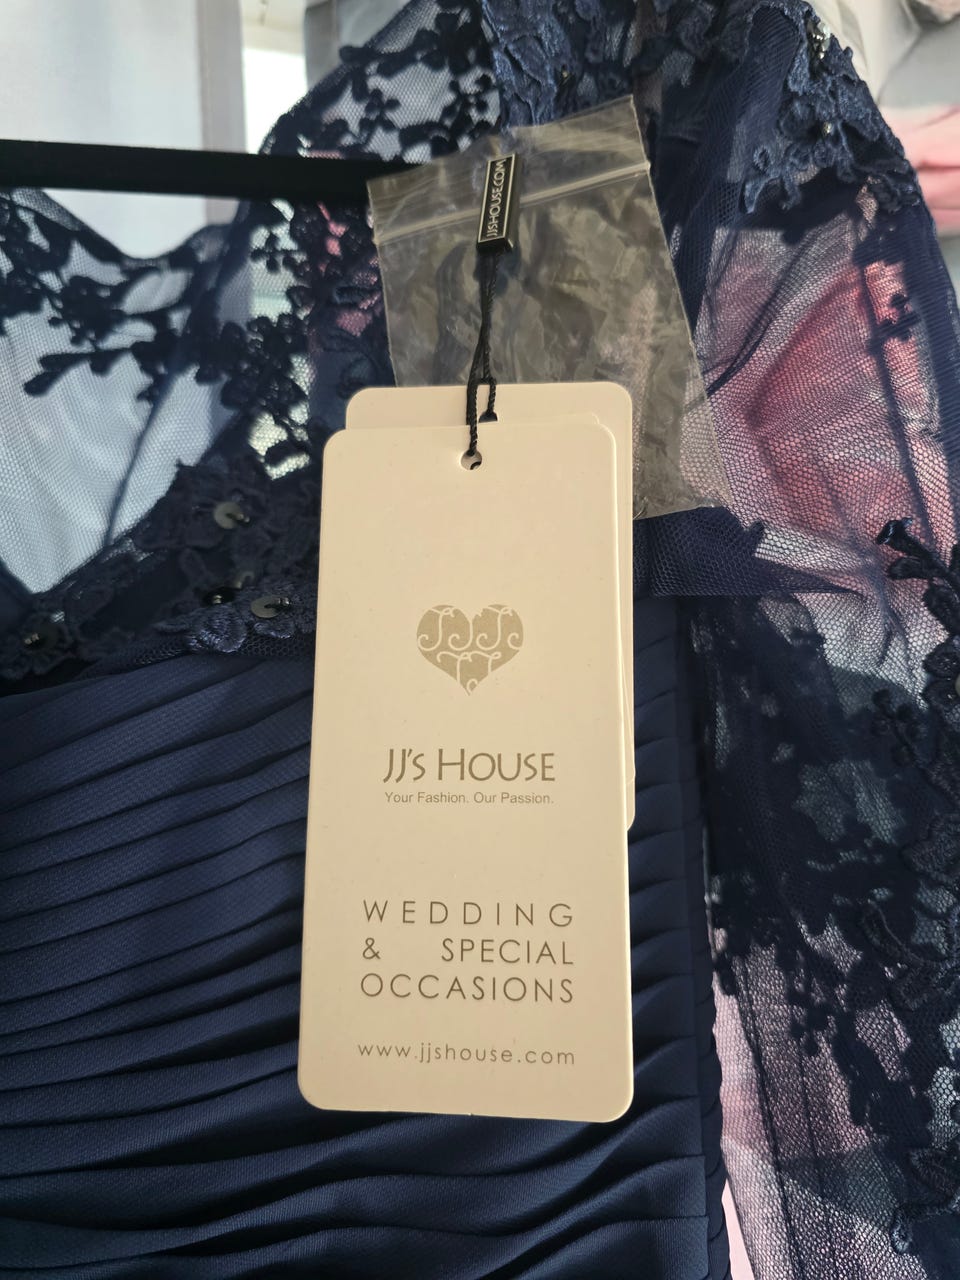 JJSHOUSE.COM
JJ's House
Your Fashion. Our Passion.
WEDDING
& SPECIAL
OCCASIONS
www.jjshouse.com